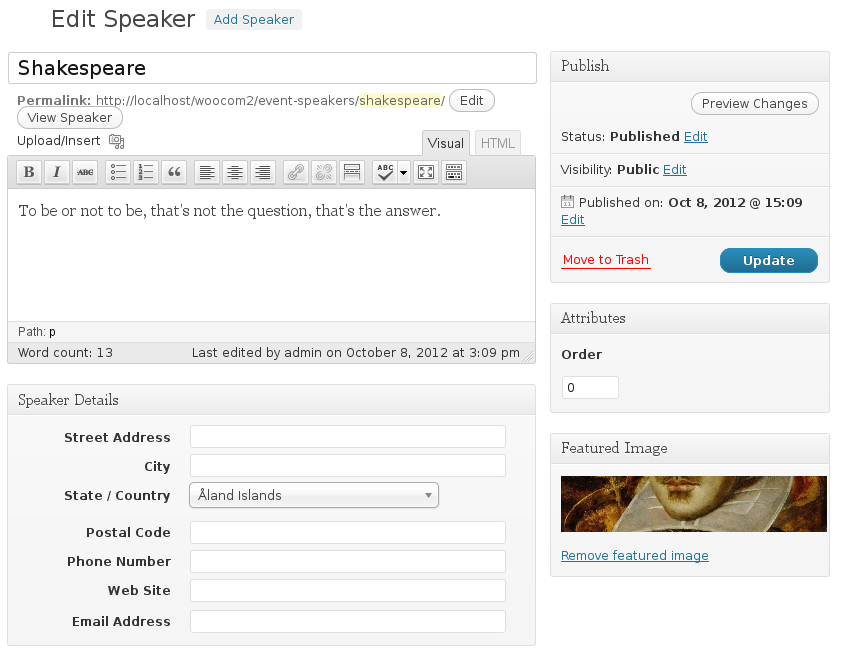 Edit Speaker Add Speaker
Shakespeare
Permalink: http://localhost/woocom2/event-speakers/shakespeare/ Edit
View Speaker
Upload/Insert
Visual HTML
B I ABC ABC
To be or not to be, that's not the question, that's the answer.
Path: p
Word count: 13 Last edited by admin on October 8, 2012 at 3:09 pm
Speaker Details
Street Address
City
State / Country Åland Islands
Postal Code
Phone Number
Web Site
Email Address
Publish
Preview Changes
Status: Published Edit
Visibility: Public Edit
Published on: Oct 8, 2012 @ 15:09
Edit
Move to Trash Update
Attributes
Order
0
Featured Image
Remove featured image